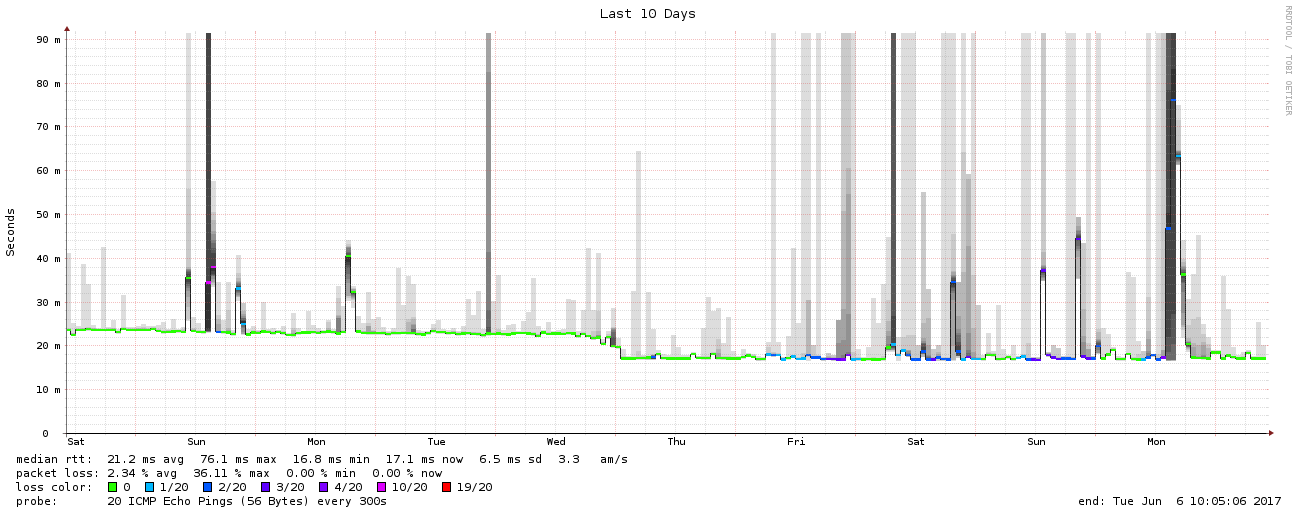 Last 10 Days
RRDTOOL / TOBI OETIKER
Seconds
90 m
80 m
70 m
60 m
50 m
40 m
30 m
20 m
10 m
0
Sat Sun Mon Tue Wed Thu Fri Sat Sun Mon
median rtt: 21.2 ms avg 76.1 ms max 16.8 ms min 17.1 ms now 6.5 ms sd 3.3 am/s
packet loss: 2.34 % avg 36.11 % max 0.00 % min 0.00 % now
loss color: 0 1/20 2/20 3/20 4/20 10/20 19/20
probe: 20 ICMP Echo Pings (56 Bytes) every 300s end: Tue Jun 6 10:05:06 2017